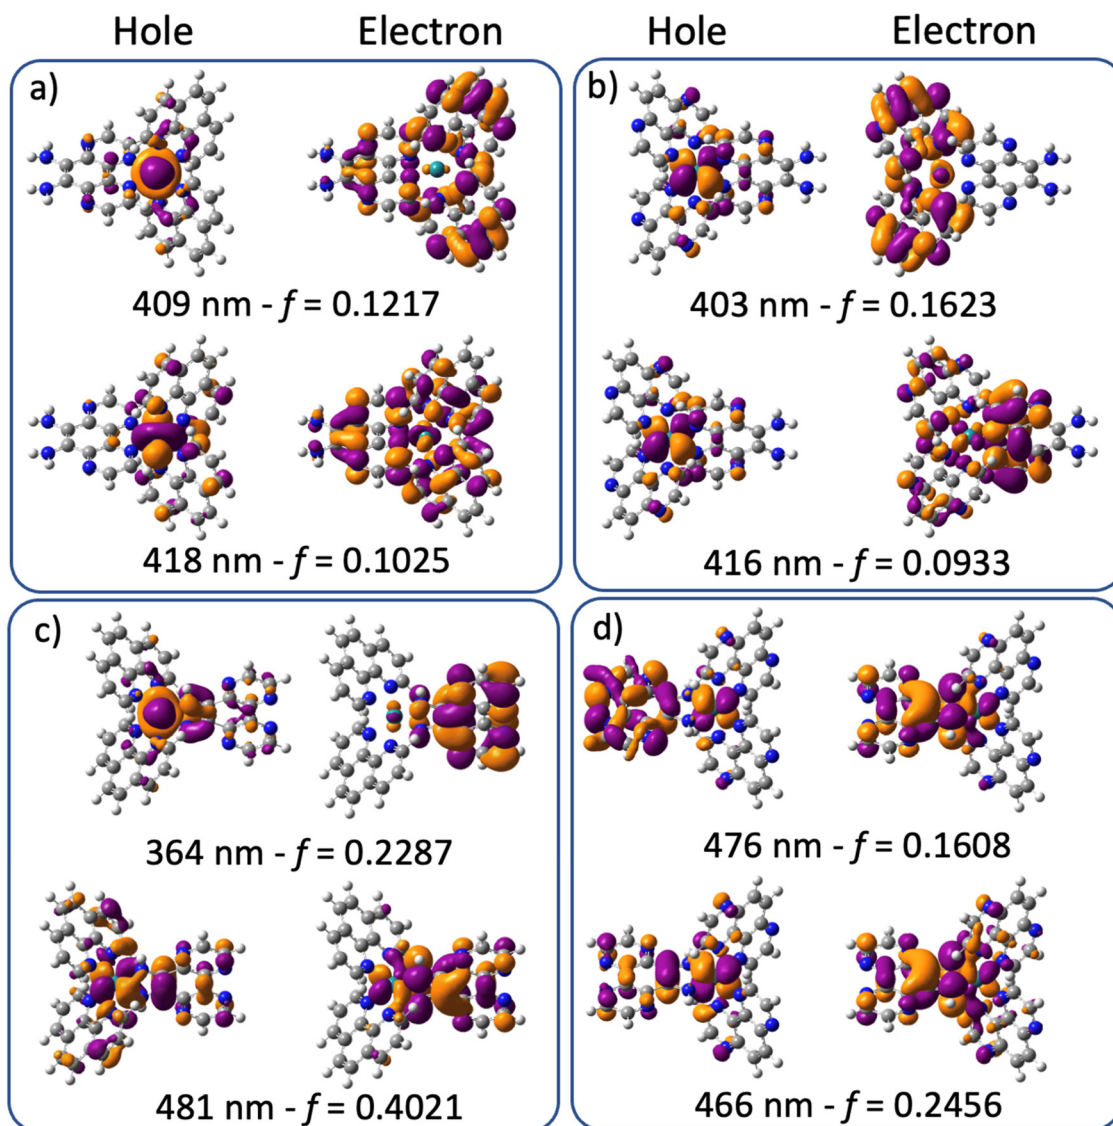 Hole Electron Hole Electron
a) b)
409 nm - f = 0.1217
403 nm - f = 0.1623
418 nm - f = 0.1025
416 nm - f = 0.0933
c) d)
364 nm - f = 0.2287
476 nm - f = 0.1608
481 nm - f = 0.4021
466 nm - f = 0.2456